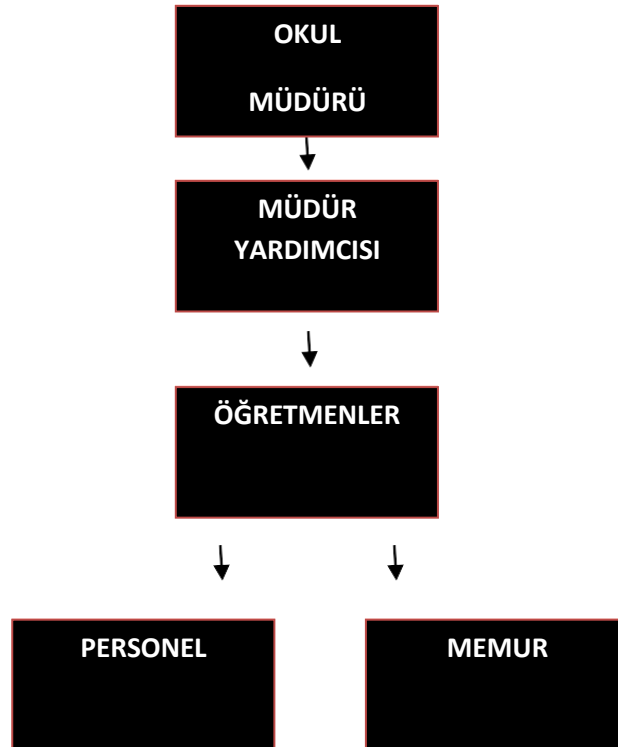 OKUL
MÜDÜRÜ
MÜDÜR
YARDIMCISI
ÖĞRETMENLER
PERSONEL
MEMUR